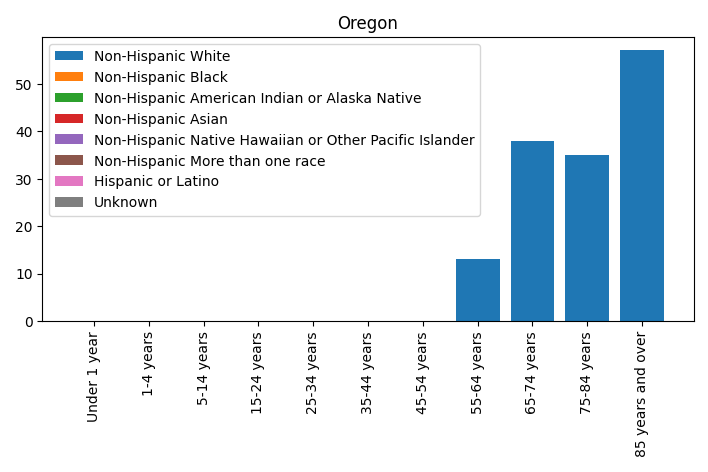 Oregon
Non-Hispanic White
Non-Hispanic Black
Non-Hispanic American Indian or Alaska Native
Non-Hispanic Asian
Non-Hispanic Native Hawaiian or Other Pacific Islander
Non-Hispanic More than one race
Hispanic or Latino
Unknown
50
40
30
20
10
0
Under 1 year
1-4 years
5-14 years
15-24 years
25-34 years
35-44 years
45-54 years
55-64 years
65-74 years
75-84 years
85 years and over